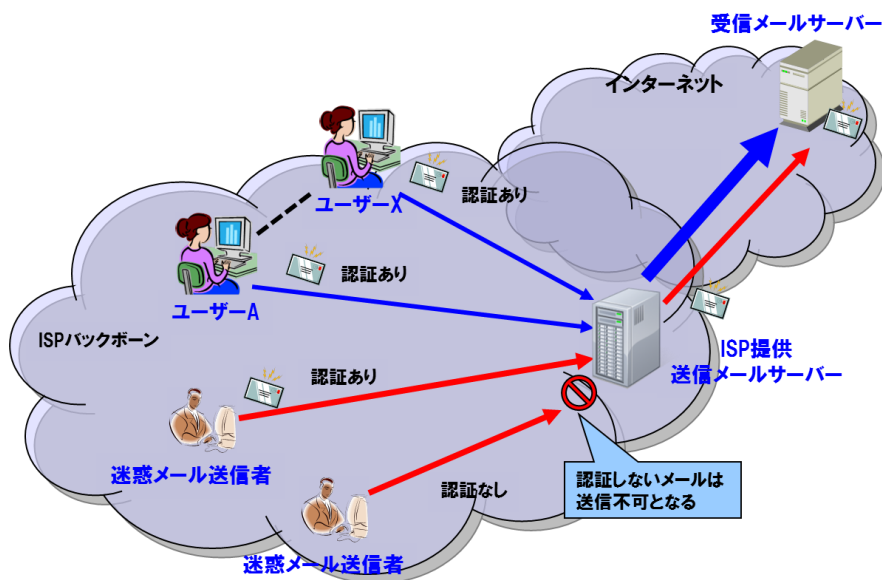 受信メールサーバー
インターネット
ユーザーX
認証あり
ユーザーA
認証あり
ISPバックボーン
ISP提供
送信メールサーバー
認証あり
迷惑メール送信者
認証なし
認証しないメールは
送信不可となる
迷惑メール送信者